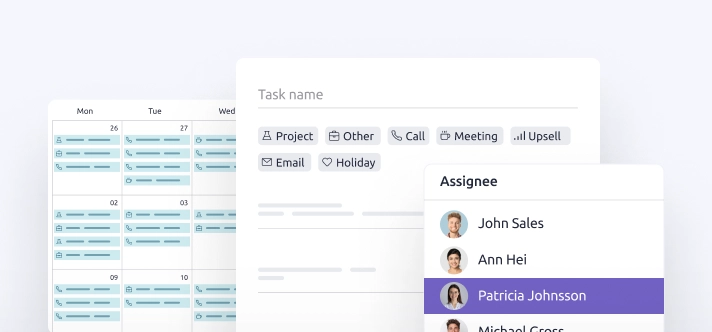 Task name
Mon Tue Wed
26 27
Project Other Call Meeting Upsell
Email Holiday
Assignee
02 03
John Sales
Ann Hei
09 10
Patricia Johnsson
Michael Gross